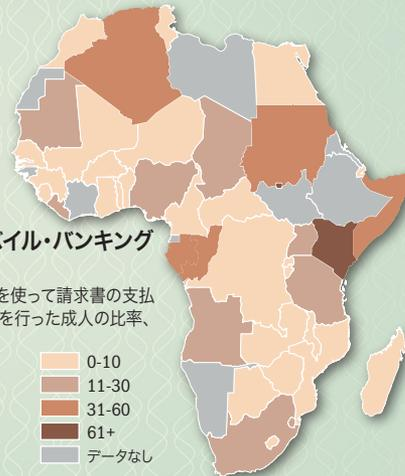 イル・バンキング
を使って請求書の支払
を行った成人の比率、
0-10
11-30
31-60
61+
データなし